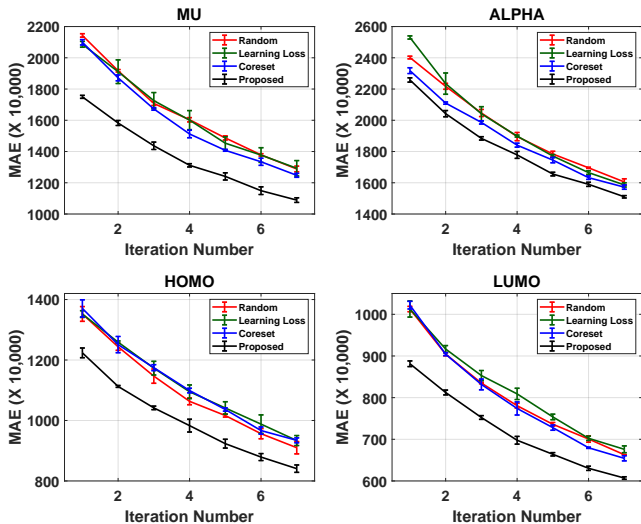 MU
MAE (X 10,000)
2200
2000
1800
1600
1400
1200
1000
2
4
6
Iteration Number
Random
Learning Loss
Coreset
Proposed
ALPHA
MAE (X 10,000)
2600
2400
2200
2000
1800
1600
1400
2
4
6
Iteration Number
Random
Learning Loss
Coreset
Proposed
HOMO
MAE (X 10,000)
1400
1200
1000
800
2
4
6
Iteration Number
Random
Learning Loss
Coreset
Proposed
LUMO
MAE (X 10,000)
1000
900
800
700
600
2
4
6
Iteration Number
Random
Learning Loss
Coreset
Proposed